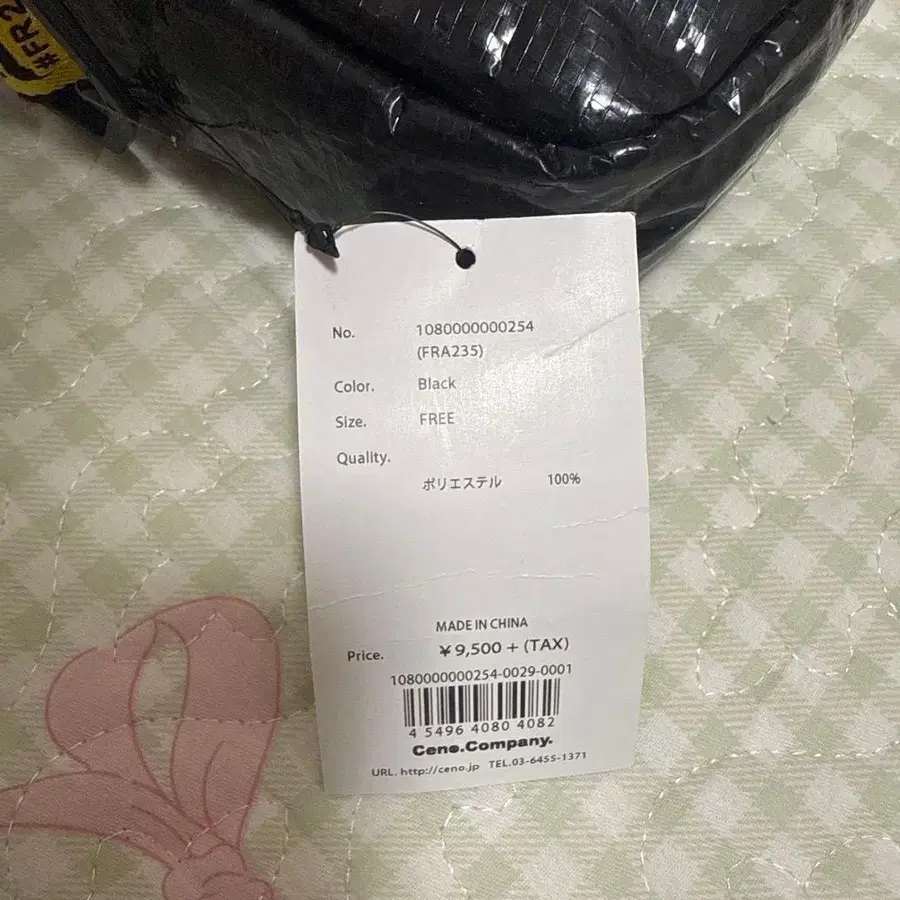 #FR2
No. 1080000000254
(FRA235)
Color. Black
Size. FREE
Quality.
ポリエステル 100%
MADE IN CHINA
Price. ¥9,500 + (TAX)
1080000000254-0029-0001
4 5496 4080 4082
Ceno.Company.
URL. http://ceno.jp TEL.03-6455-1371